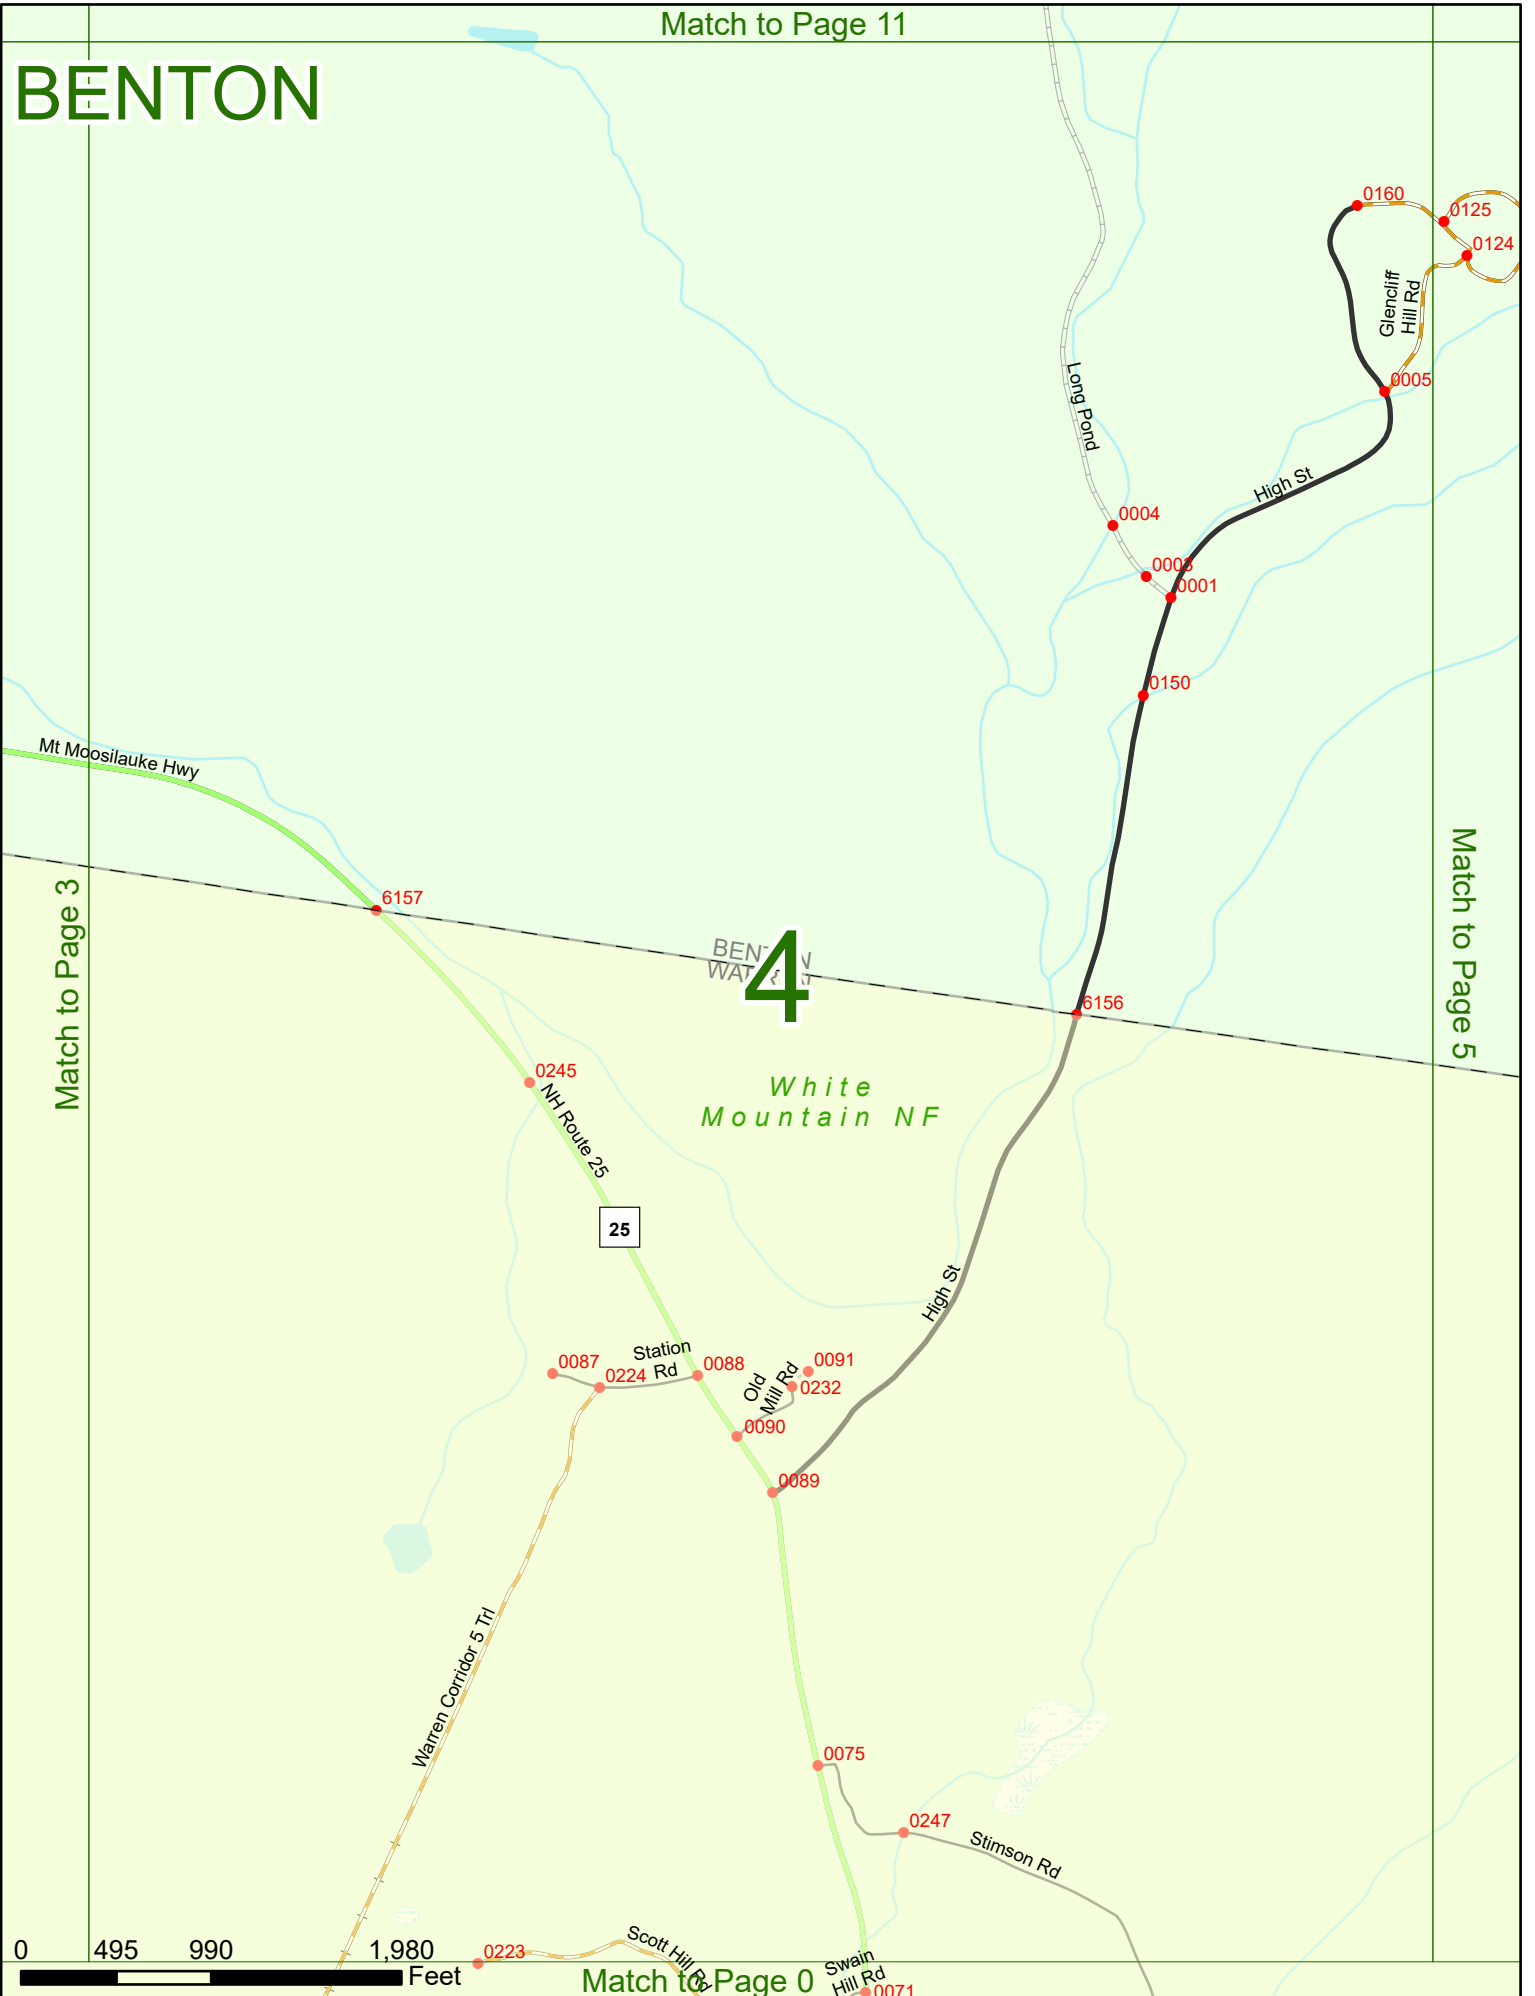 Match to Page 11
BENTON
0160
0125
0124
Glencliff
Hill Rd
0005
Long Pond
High St
0004
0003
0001
0150
Mt Moosilauke Hwy
Match to Page 3
Match to Page 5
6157
BENTON
4
6156
White
Mountain NF
0245
NH Route 25
25
High St
Station
Rd
0087
0224
0088
Old
Mill Rd
0091
0232
0090
0089
Warren Corridor 5 Trl
0075
0247
Stimson Rd
0 495 990 1,980
Feet
0223
Scott Hill Rd
Match to Page 0
Swain
Hill Rd
0071